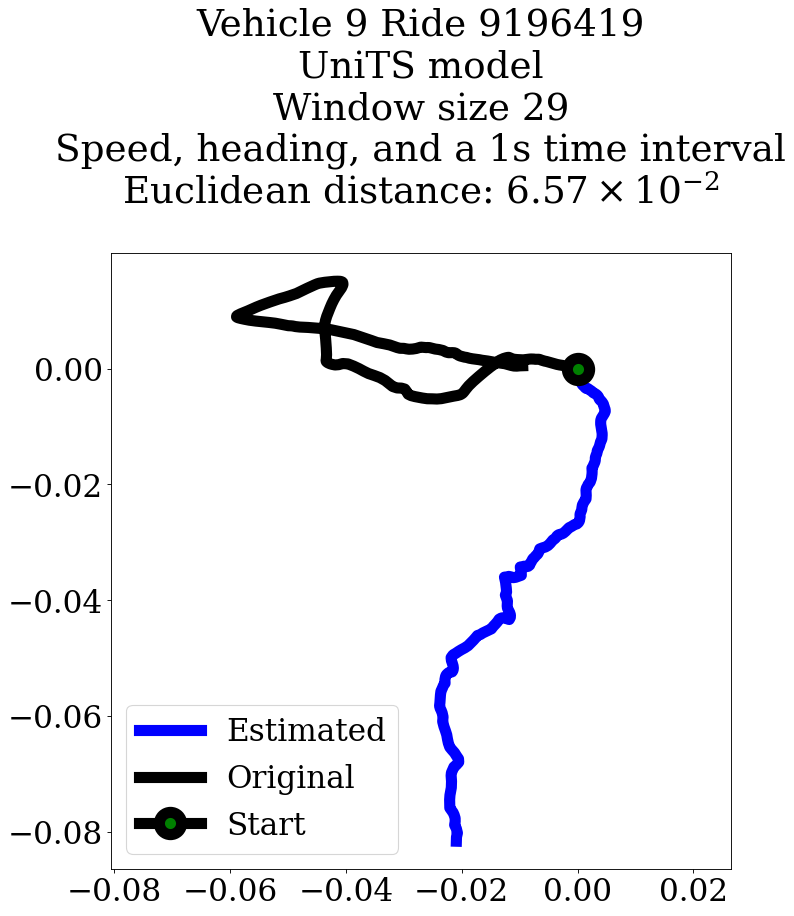 Vehicle 9 Ride 9196419
UniTS model
Window size 29
Speed, heading, and a 1s time interval
Euclidean distance: 6.57 × 10⁻²
0.00
−0.02
−0.04
−0.06
−0.08
Estimated
Original
Start
−0.08 −0.06 −0.04 −0.02 0.00 0.02